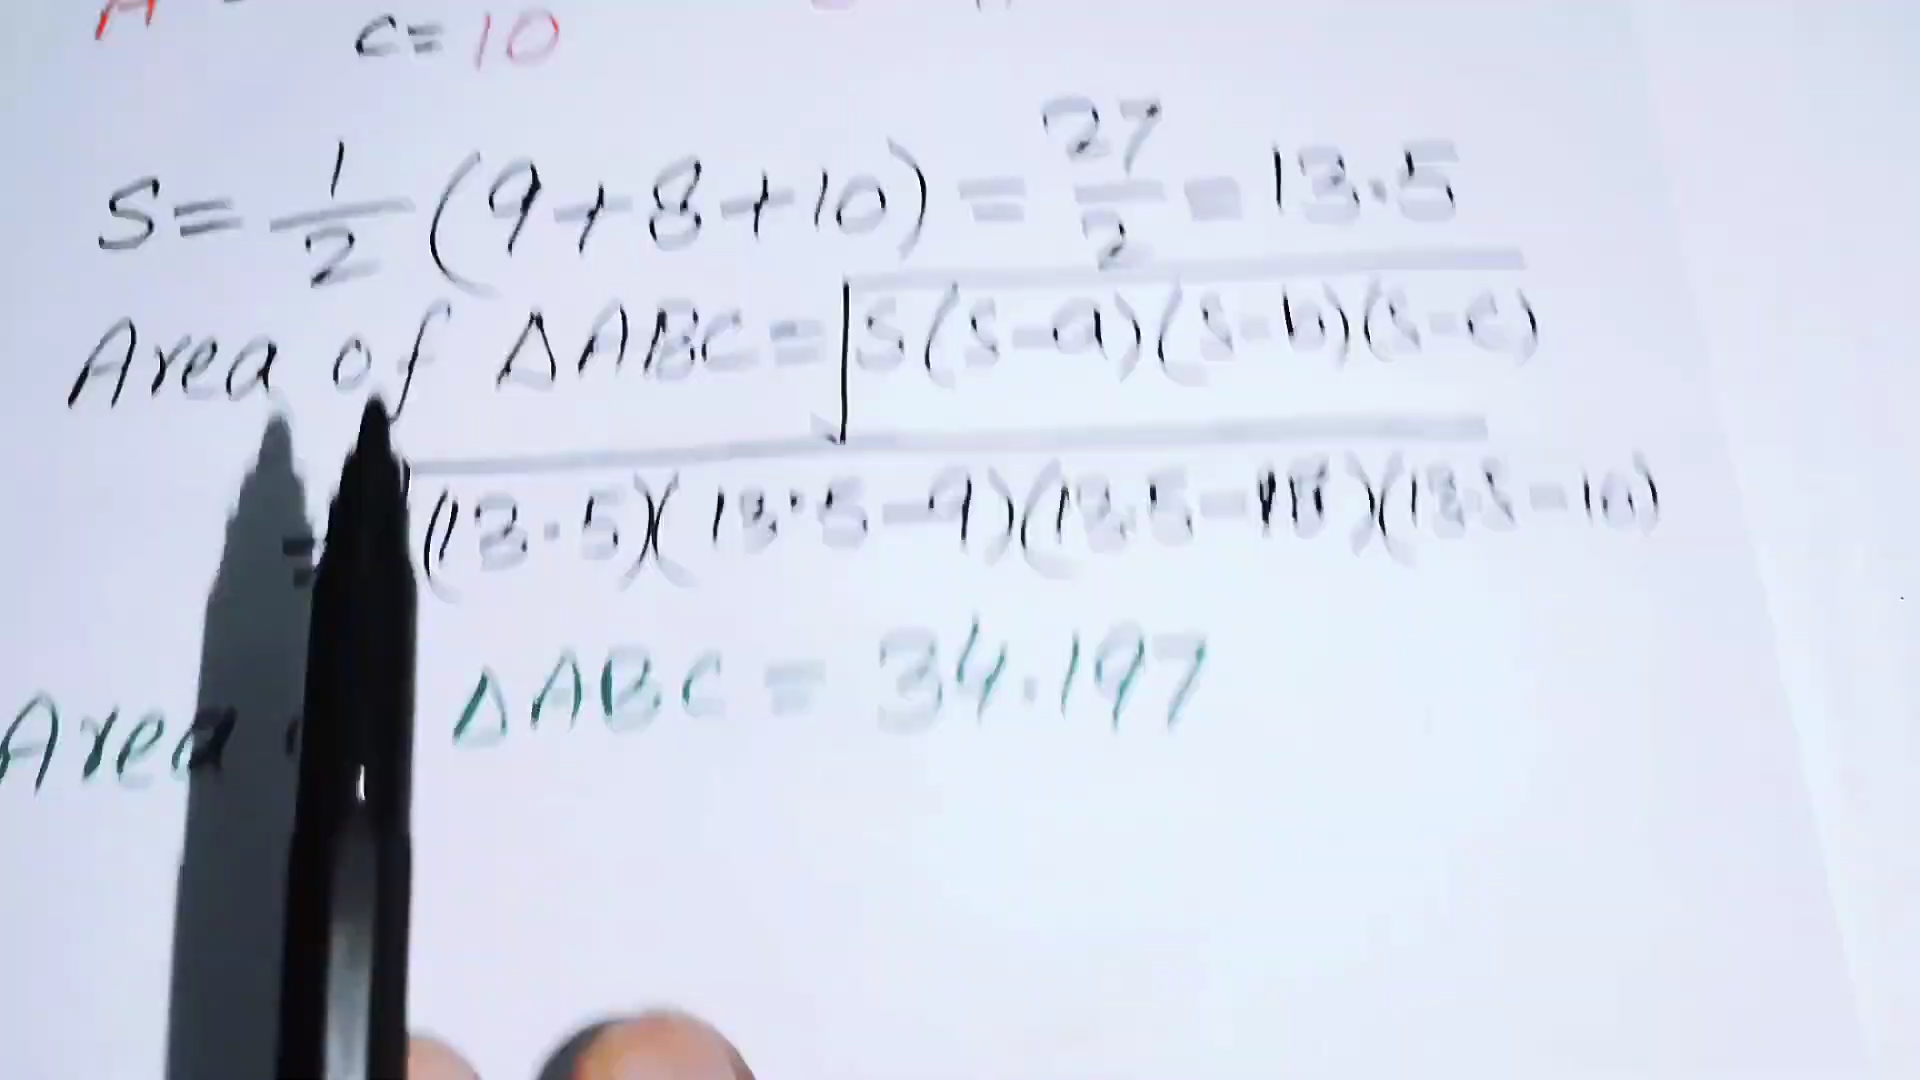 c= 10
S= 1/2 (9+8+10) = 27/2 = 13.5
Area of ΔABC= √S(S-a)(S-b)(S-c)
= (13.5)(13.5-9)(13.5-8)(13.5-10)
Area ΔABC = 34.197